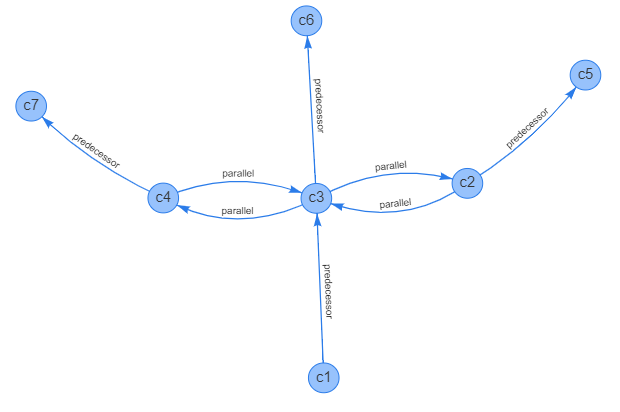 c6
c5
c7
predecessor
predecessor
predecessor
parallel
parallel
c4
c3
c2
parallel
parallel
predecessor
c1